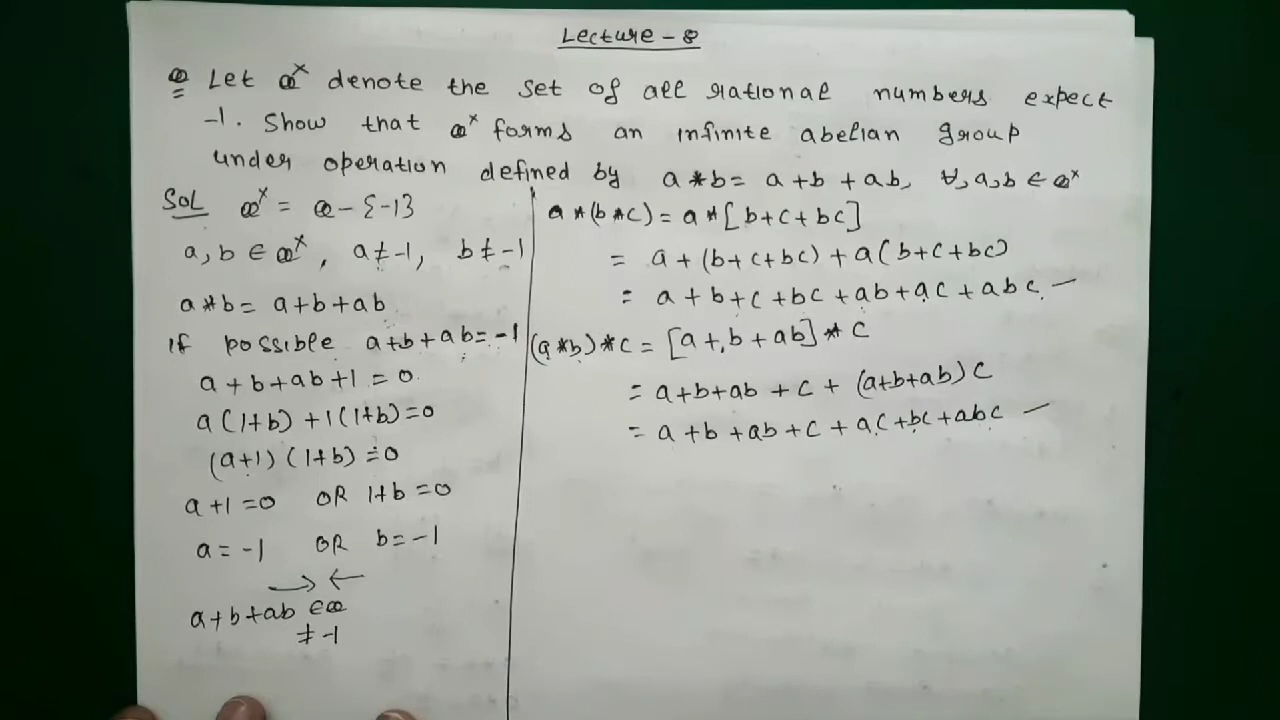 Lecture - 8
Q Let Q^x denote the set of all rational numbers expect
-1. Show that Q^x forms an infinite abelian group
under operation defined by a * b = a + b + ab, ∀, a, b ∈ Q^x
Sol Q^x = Q - {-1}
a, b ∈ Q^x, a ≠ -1, b ≠ -1
a * b = a + b + ab
If possible a + b + ab = -1
a + b + ab + 1 = 0
a (1+b) + 1 (1+b) = 0
(a+1) (1+b) = 0
a + 1 = 0 OR 1+b = 0
a = -1 OR b = -1
→ ←
a + b + ab ∈ Q
≠ -1
a * (b * c) = a * [b + c + bc]
= a + (b + c + bc) + a (b + c + bc)
= a + b + c + bc + ab + ac + abc —
(a * b) * c = [a + b + ab] * c
= a + b + ab + c + (a+b+ab) c
= a + b + ab + c + ac + bc + abc —